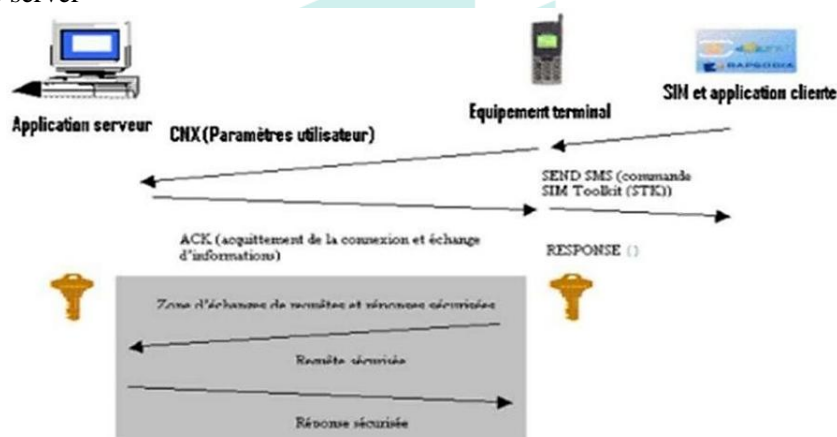 server
Application serveur
CNX (Paramètres utilisateur)
Equipement terminal
SIM et application cliente
SEND SMS (commande
SIM Toolkit (STK))
ACK (acquittement de la connexion et échange
d'informations)
RESPONSE ()
Zone d'échanges de requêtes et réponses sécurisées
Requête sécurisée
Réponse sécurisée